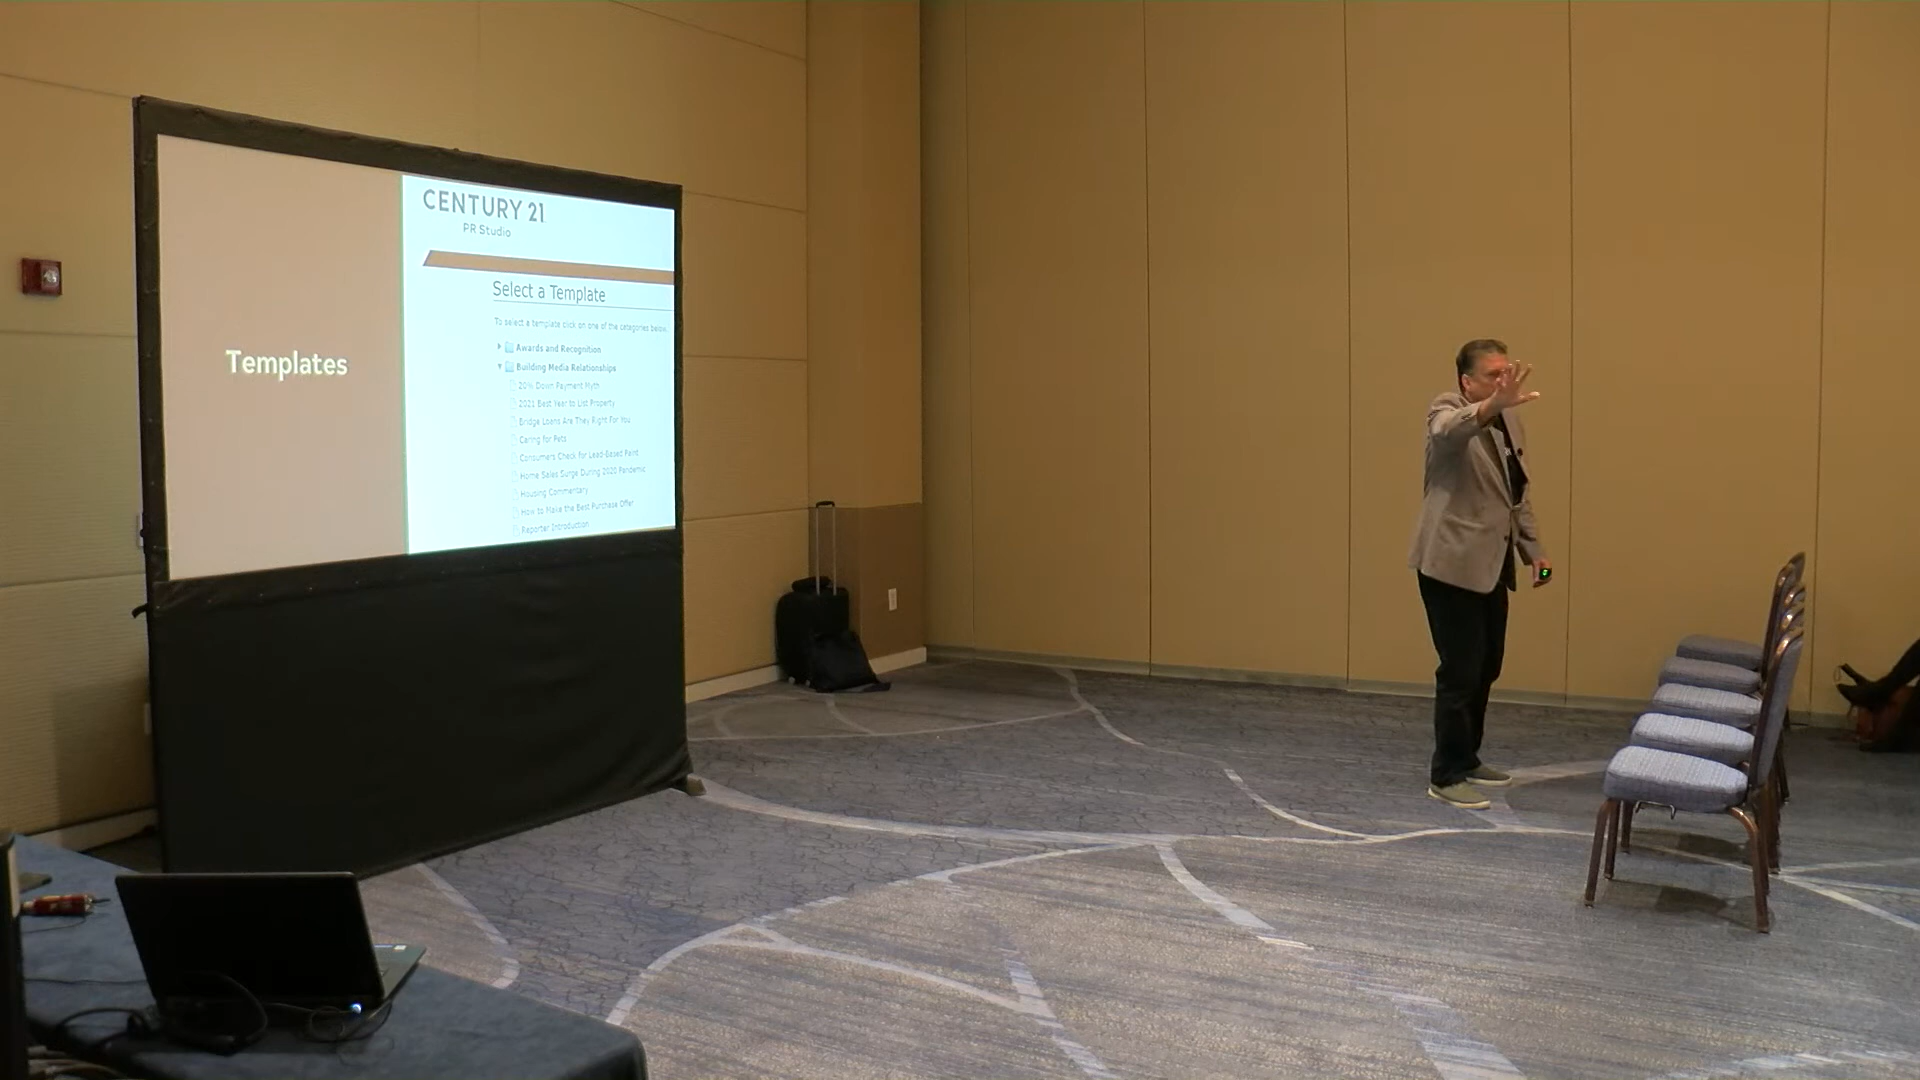 Templates
CENTURY 21
PR Studio
Select a Template
To select a template click on one of the categories below.
Awards and Recognition
Building Media Relationships
20% Down Payment Myth
2021 Best Year to List Property
Bridge Loans Are They Right For You
Caring for Pets
Consumers Check for Lead-based Paint
Home Sales Surge During 2020 Pandemic
Housing Commentary
How to Make the Best Purchase Offer
Reporter Introduction